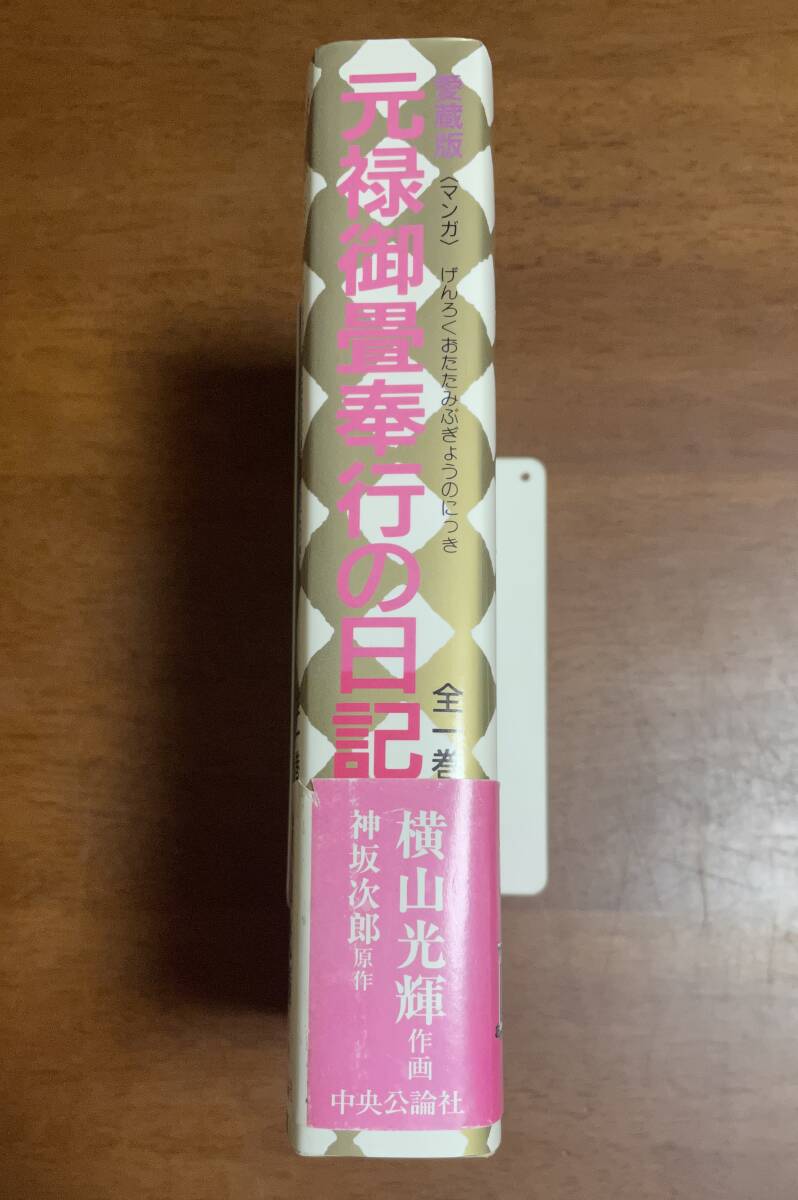 愛蔵版
〈マンガ〉 げんろくおたたみぶぎょうのにっき
全一巻
元禄御畳奉行の日記
横山光輝 作画
神坂次郎 原作
中央公論社